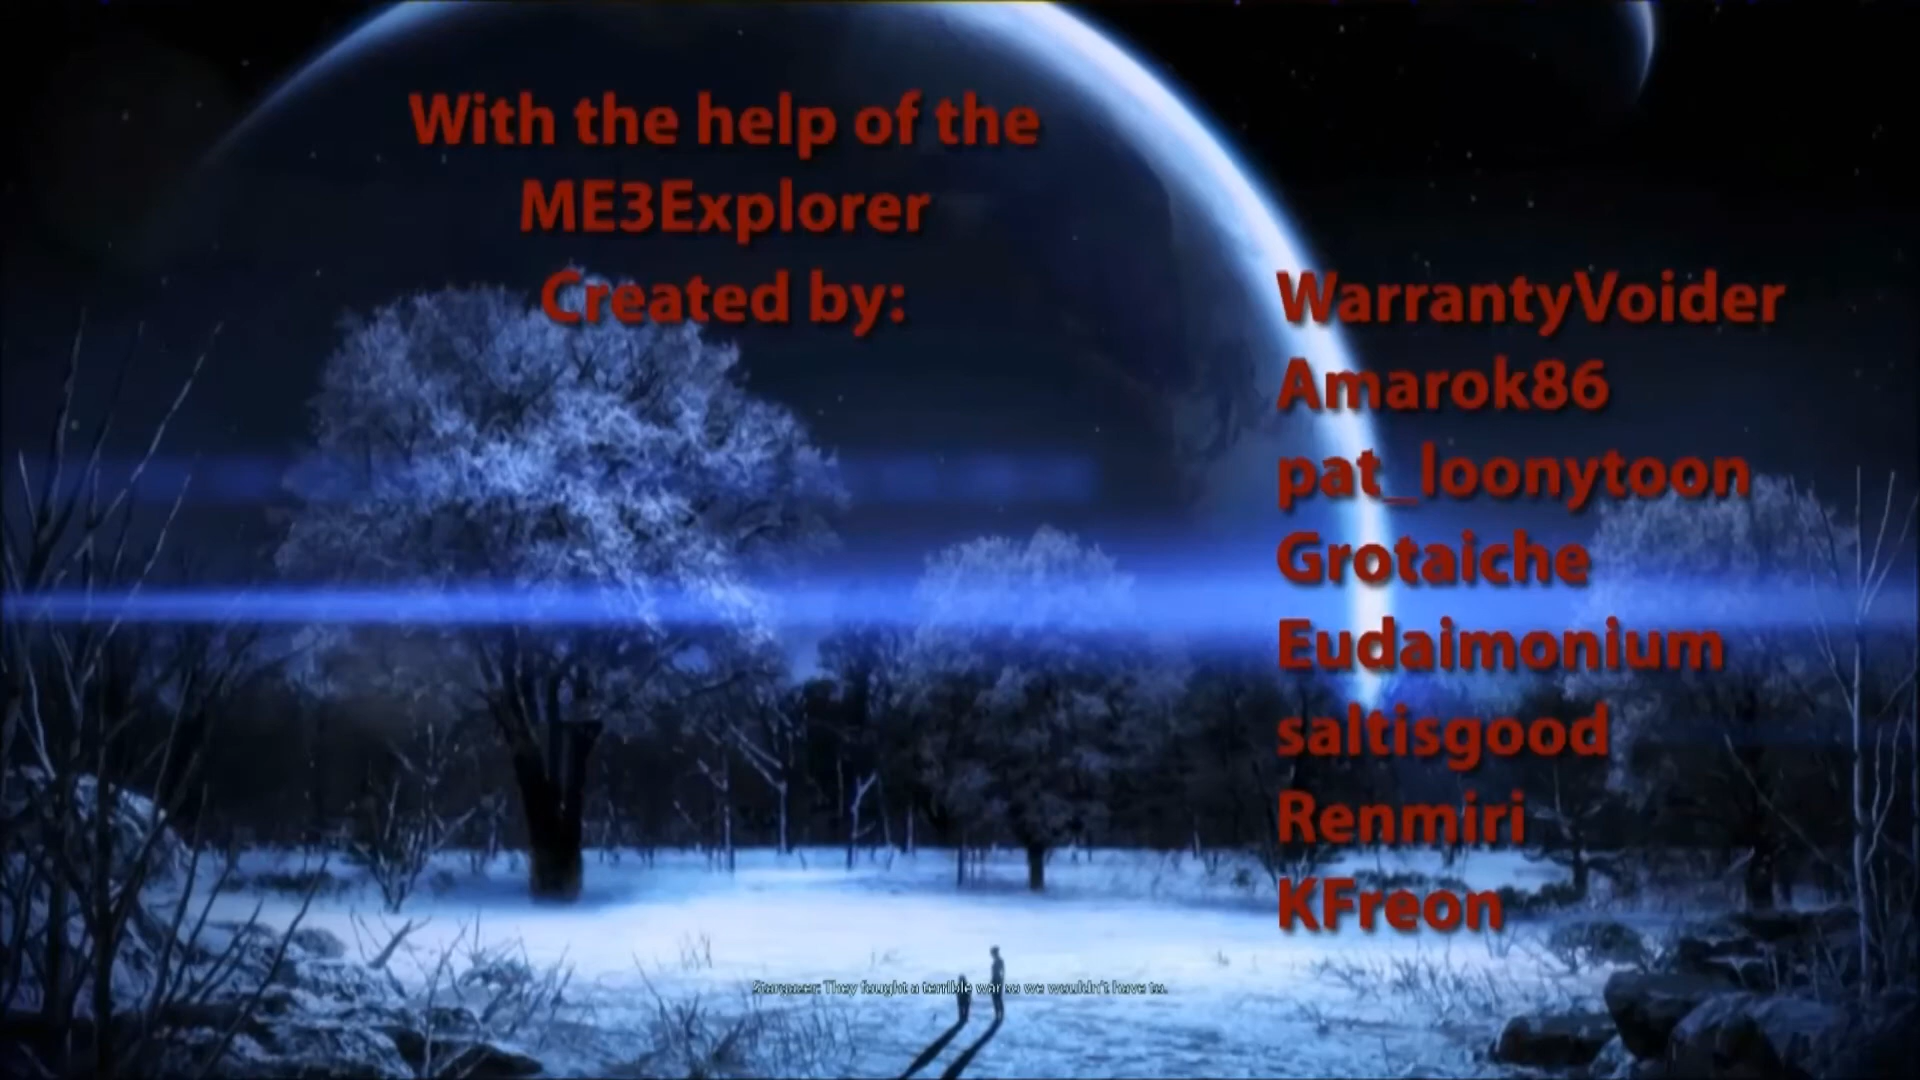 With the help of the
ME3Explorer
Created by:
WarrantyVoider
Amarok86
pat_loonytoon
Grotaiche
Eudaimonium
saltisgood
Renmiri
KFreon
Stargazer: They fought a terrible war so we wouldn't have to.